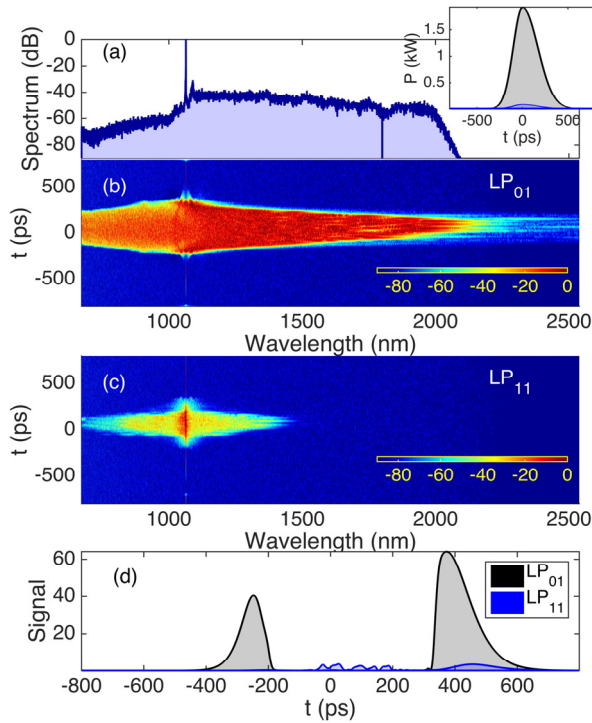 Spectrum (dB)
0
-20
-40
-60
-80
(a)
P (kW)
1.5
1
0.5
-500
0
500
t (ps)
t (ps)
500
0
-500
(b)
LP01
-80
-60
-40
-20
0
1000
1500
2000
2500
Wavelength (nm)
t (ps)
500
0
-500
(c)
LP11
-80
-60
-40
-20
0
1000
1500
2000
2500
Wavelength (nm)
Signal
60
40
20
(d)
LP01
LP11
-800
-600
-400
-200
0
200
400
600
t (ps)